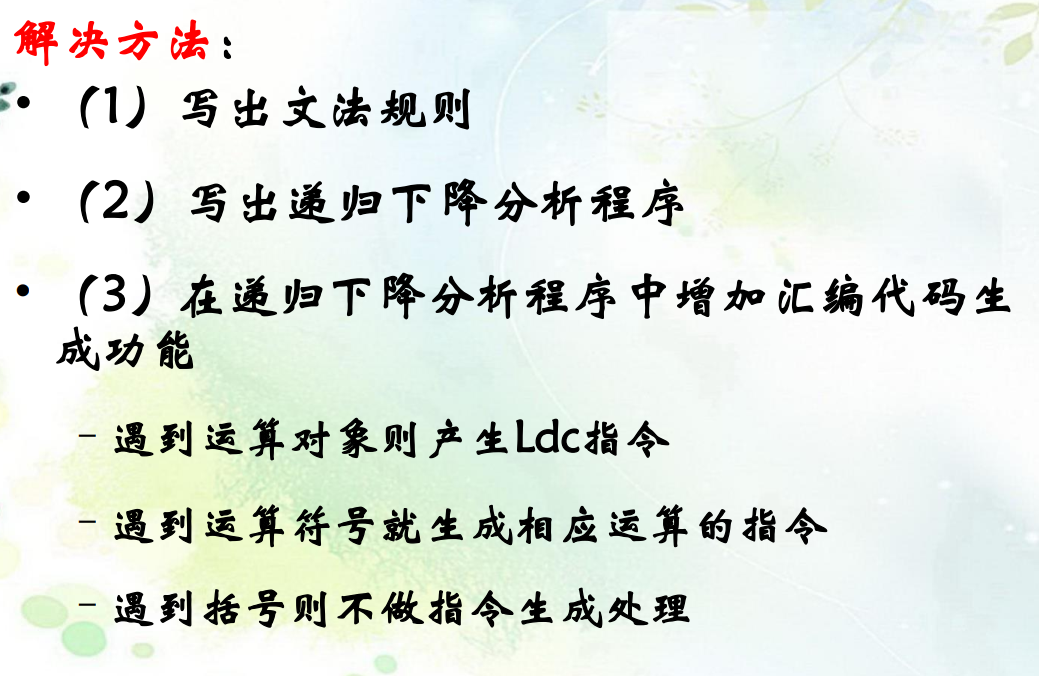 解决方法：
• （1）写出文法规则
• （2）写出递归下降分析程序
• （3）在递归下降分析程序中增加汇编代码生
成功能
– 遇到运算对象则产生Ldc指令
– 遇到运算符号就生成相应运算的指令
– 遇到括号则不做指令生成处理